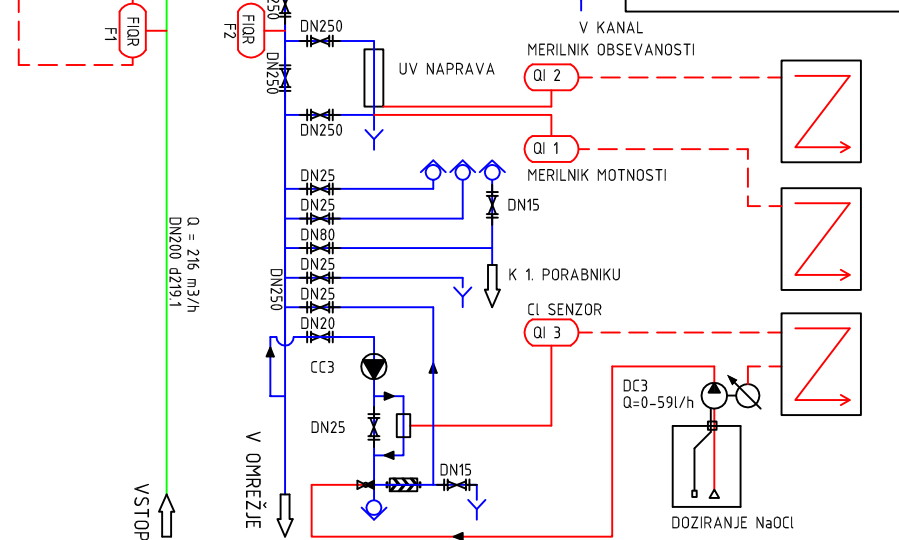 DN250
V KANAL
MERILNIK OBSEVANOSTI
FIQR
F1
FIQR
F2
DN250
UV NAPRAVA
QI 2
DN250
QI 1
MERILNIK MOTNOSTI
DN25
DN25
DN15
DN80
DN25
K 1. PORABNIKU
DN250
DN25
Cl SENZOR
DN20
QI 3
Q = 216 m3/h
DN200 d219.1
CC3
DC3
Q=0-59l/h
DN25
V OMREŽJE
DN15
VSTOP
DOZIRANJE NaOCl